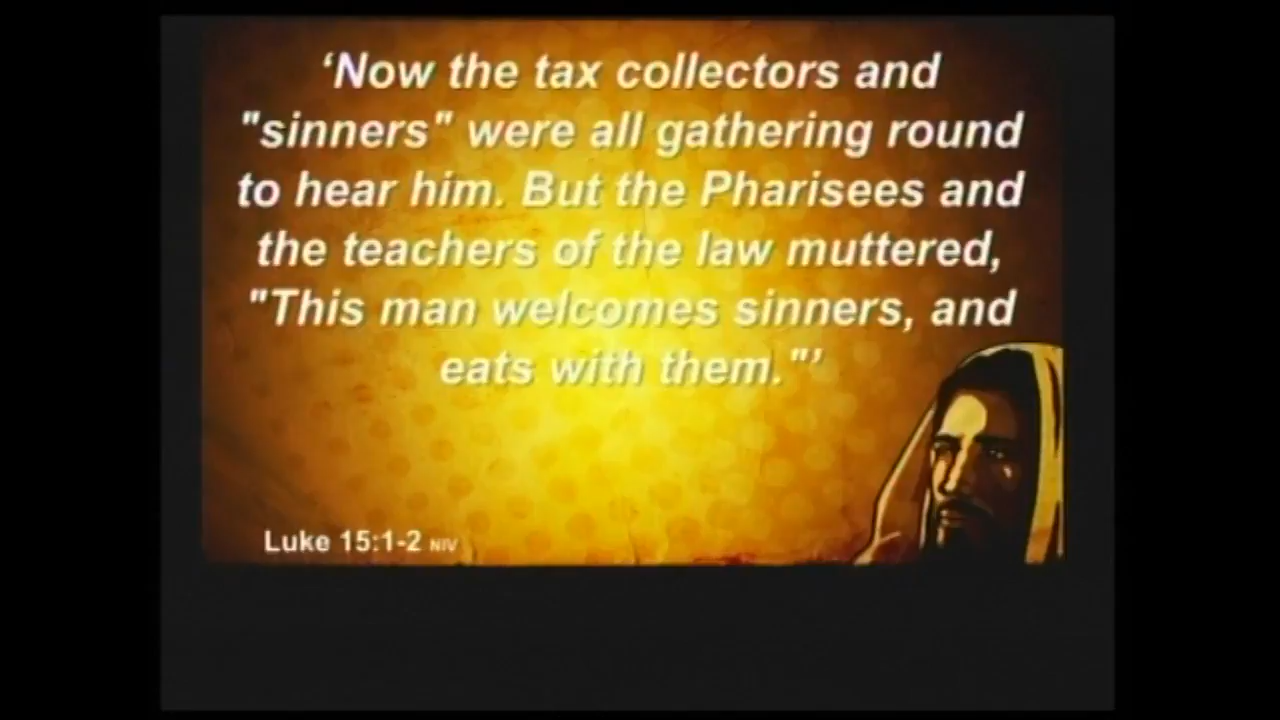 ‘Now the tax collectors and
"sinners" were all gathering round
to hear him. But the Pharisees and
the teachers of the law muttered,
"This man welcomes sinners, and
eats with them."’
Luke 15:1-2 NIV